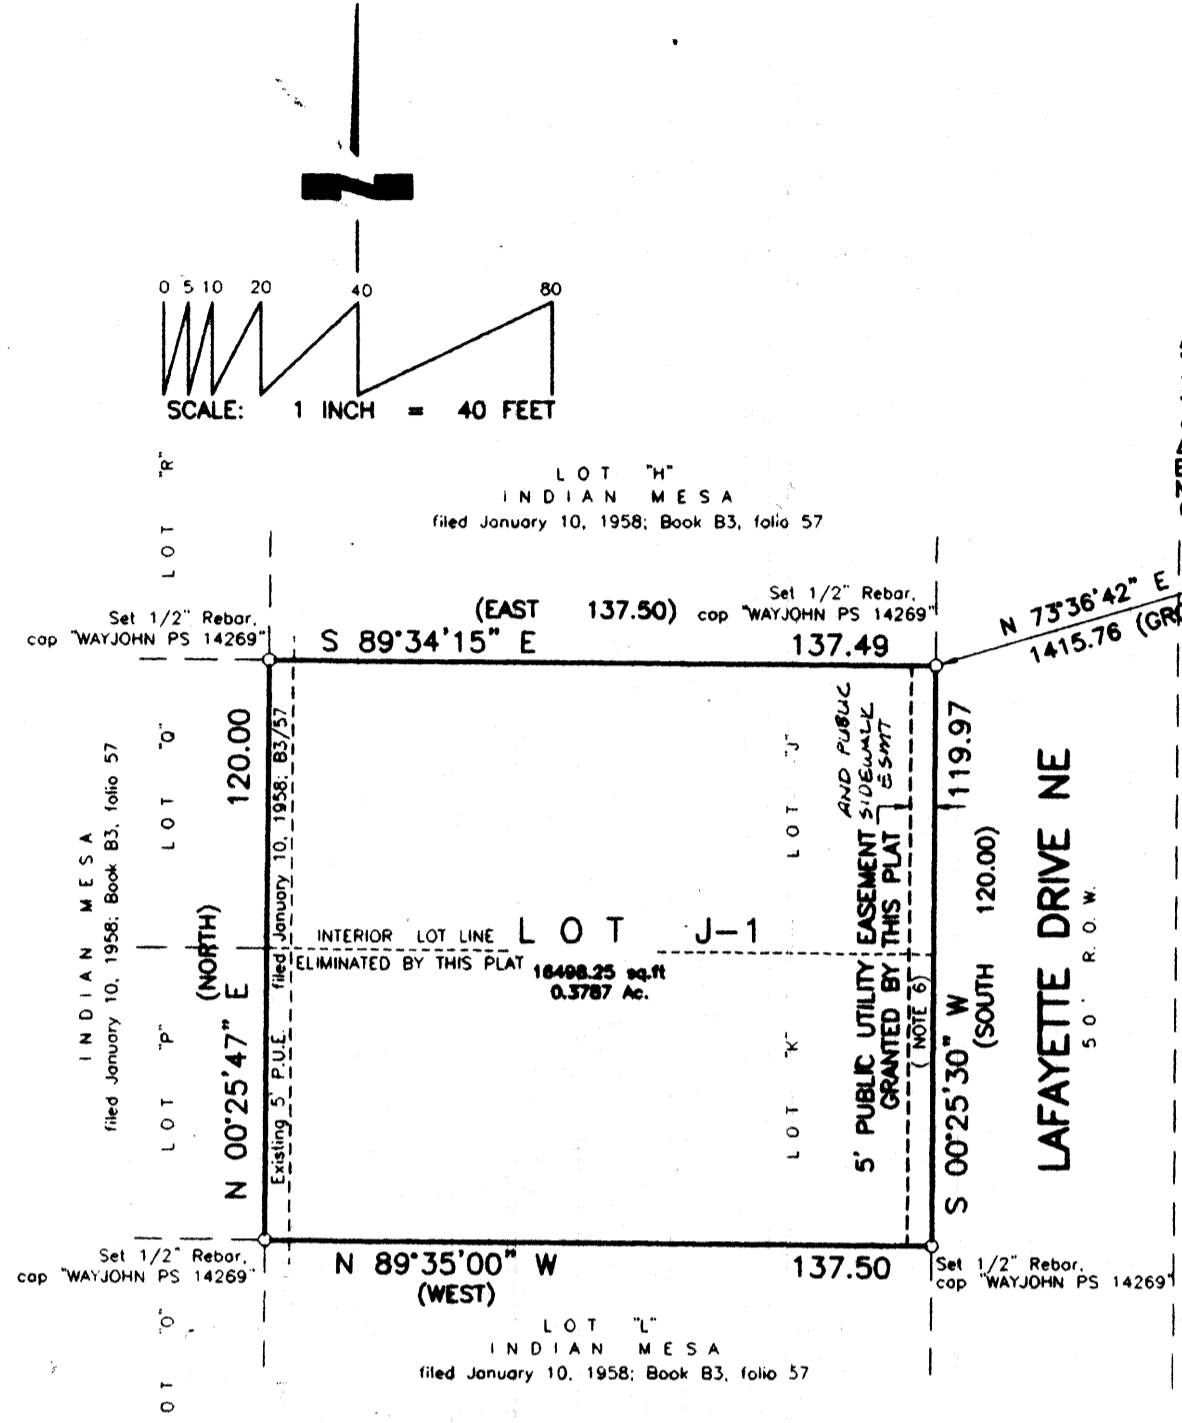 N
0 5 10 20 40 80
SCALE: 1 INCH = 40 FEET
LOT "R"
LOT "H"
INDIAN MESA
filed January 10, 1958; Book B3, folio 57
Set 1/2" Rebar,
cap "WAYJOHN PS 14269"
(EAST 137.50)
S 89°34'15" E 137.49
Set 1/2" Rebar,
cap "WAYJOHN PS 14269"
N 73°36'42" E
1415.76
INDIAN MESA
filed January 10, 1958; Book B3, folio 57
LOT "Q"
LOT "P"
120.00
(NORTH)
N 00°25'47" E
Existing 5' P.U.E. filed January 10, 1958; B3/57
INTERIOR LOT LINE
ELIMINATED BY THIS PLAT
LOT J-1
16498.25 sq.ft
0.3787 Ac.
LOT "J"
LOT "K"
AND PUBLIC
SIDEWALK
ESMT
5' PUBLIC UTILITY EASEMENT
GRANTED BY THIS PLAT
( NOTE 6)
119.97
S 00°25'30" W
(SOUTH 120.00)
LAFAYETTE DRIVE NE
50' R.O.W.
Set 1/2" Rebar,
cap "WAYJOHN PS 14269"
N 89°35'00" W 137.50
(WEST)
Set 1/2" Rebar,
cap "WAYJOHN PS 14269"
LOT "L"
INDIAN MESA
filed January 10, 1958; Book B3, folio 57
OT "O"